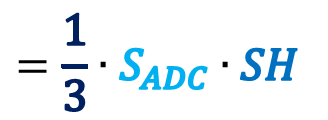 = 1/3 · S_ADC · SH